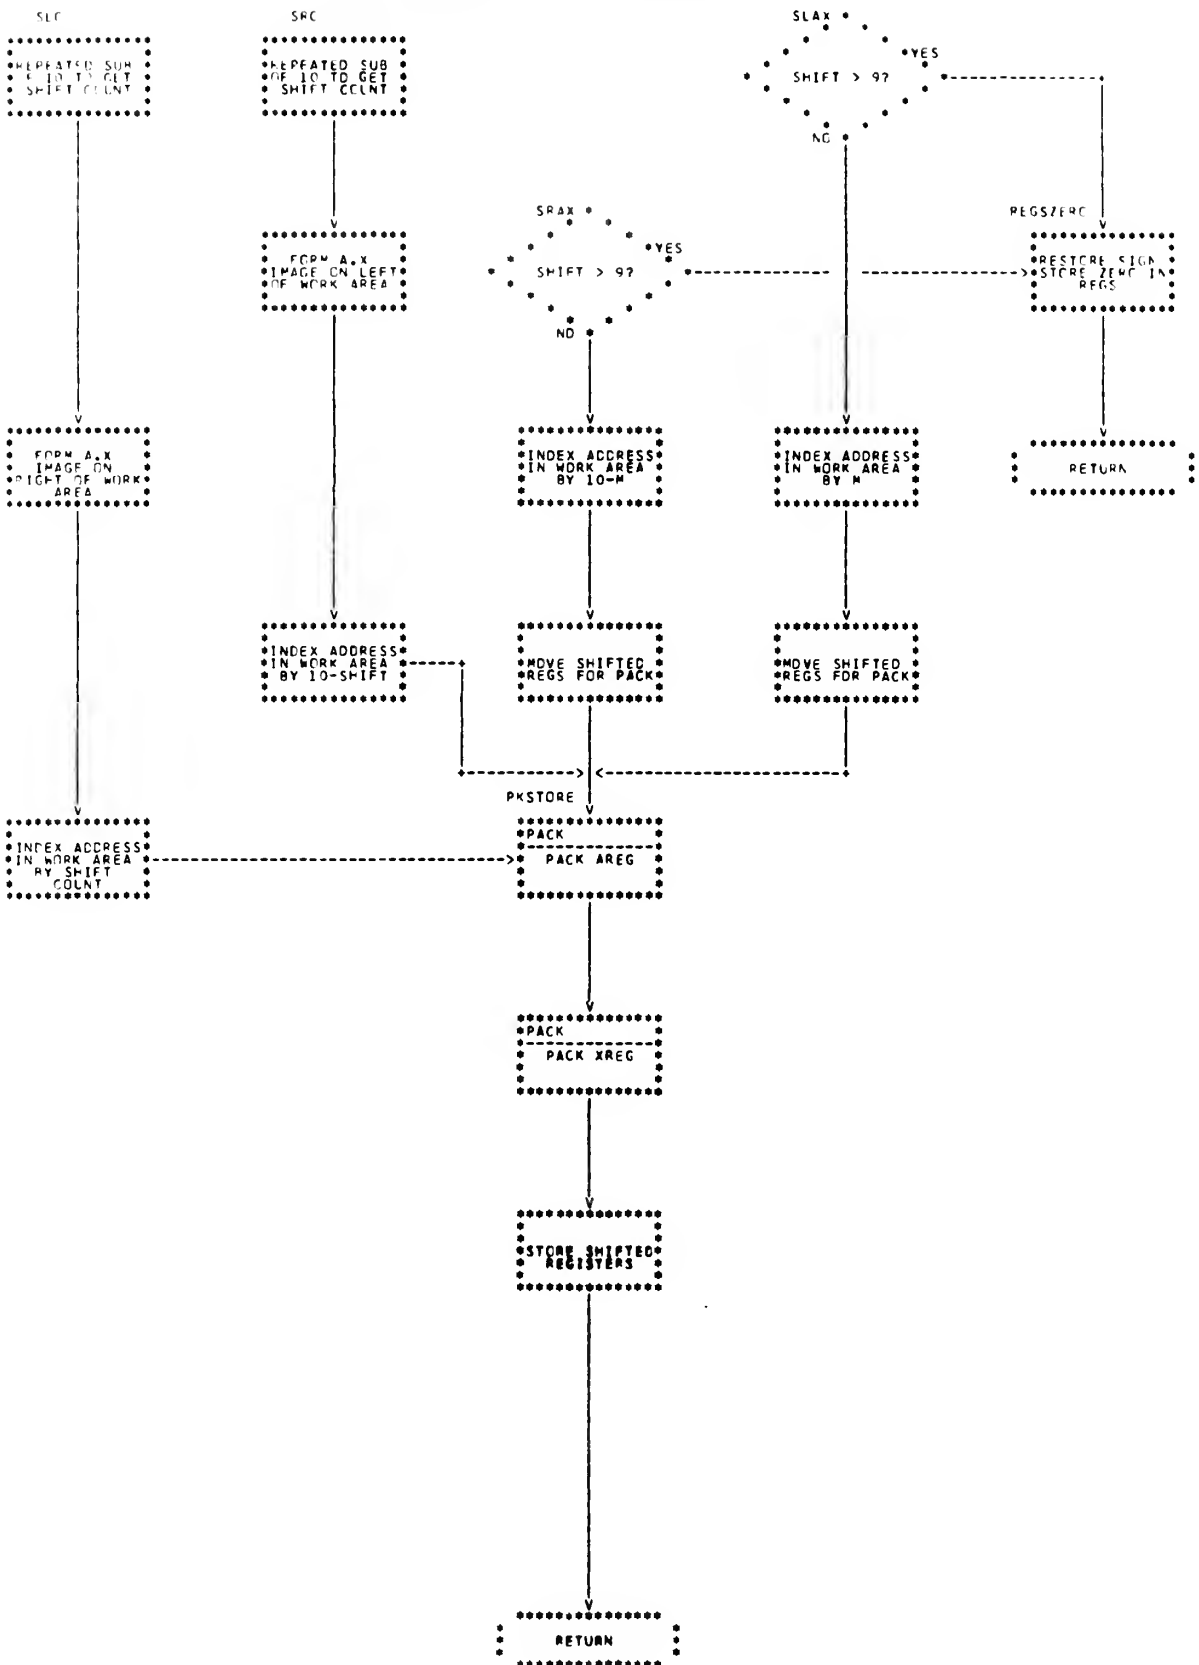 SLC
REPEATED SUB
OF 10 TO GET
SHIFT COUNT
FORM A.X
IMAGE ON
RIGHT OF WORK
AREA
INDEX ADDRESS
IN WORK AREA
BY SHIFT
COUNT
SRC
REPEATED SUB
OF 10 TO GET
SHIFT COUNT
FORM A.X
IMAGE ON LEFT
OF WORK AREA
INDEX ADDRESS
IN WORK AREA
BY 10-SHIFT
SRAX
SHIFT > 9?
YES
NO
INDEX ADDRESS
IN WORK AREA
BY 10-M
MOVE SHIFTED
REGS FOR PACK
SLAX
SHIFT > 9?
YES
NO
INDEX ADDRESS
IN WORK AREA
BY M
MOVE SHIFTED
REGS FOR PACK
REGSZERO
RESTORE SIGN
STORE ZERO IN
REGS
RETURN
PKSTORE
PACK
PACK AREG
PACK
PACK XREG
STORE SHIFTED
REGISTERS
RETURN